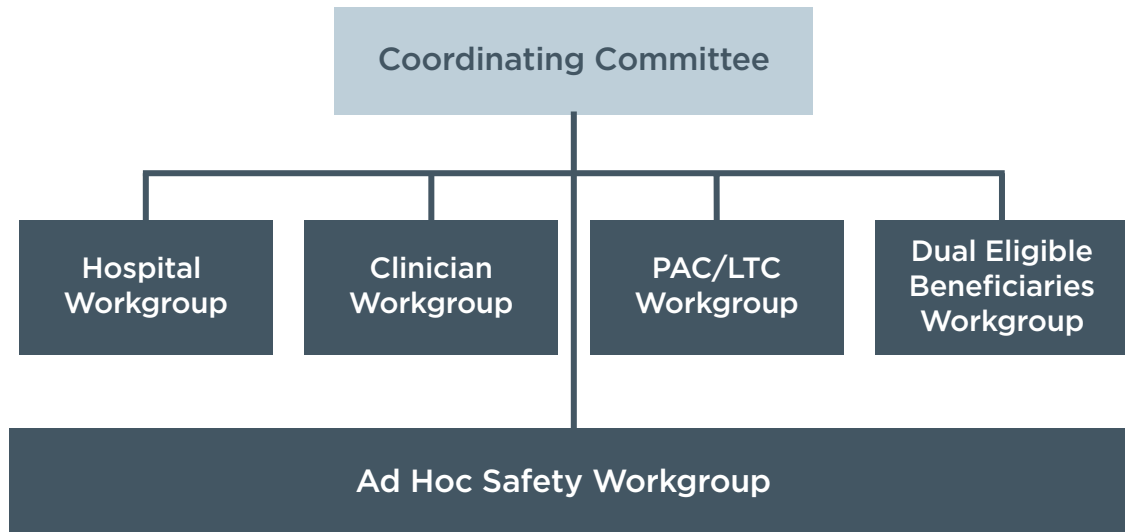 Coordinating Committee
Hospital
Workgroup
Clinician
Workgroup
PAC/LTC
Workgroup
Dual Eligible
Beneficiaries
Workgroup
Ad Hoc Safety Workgroup